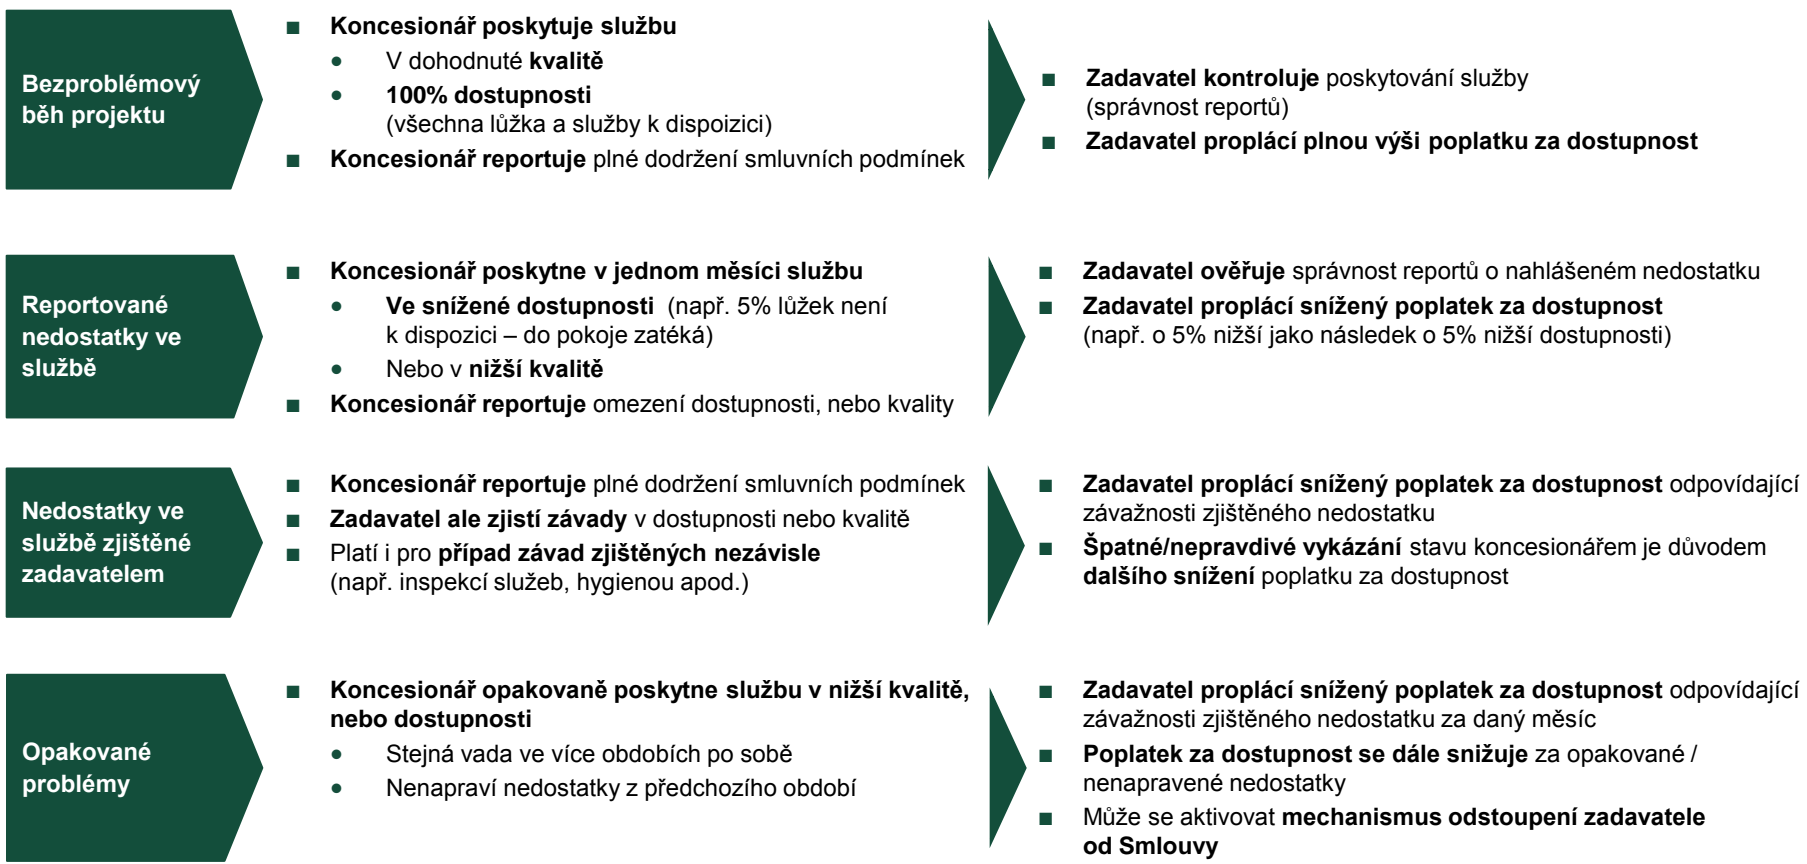 Bezproblémový
běh projektu
■ Koncesionář poskytuje službu
• V dohodnuté kvalitě
• 100% dostupnosti
(všechna lůžka a služby k dispoizici)
■ Koncesionář reportuje plné dodržení smluvních podmínek
■ Zadavatel kontroluje poskytování služby
(správnost reportů)
■ Zadavatel proplácí plnou výši poplatku za dostupnost
Reportované
nedostatky ve
službě
■ Koncesionář poskytne v jednom měsíci službu
• Ve snížené dostupnosti (např. 5% lůžek není
k dispozici – do pokoje zatéká)
• Nebo v nižší kvalitě
■ Koncesionář reportuje omezení dostupnosti, nebo kvality
■ Zadavatel ověřuje správnost reportů o nahlášeném nedostatku
■ Zadavatel proplácí snížený poplatek za dostupnost
(např. o 5% nižší jako následek o 5% nižší dostupnosti)
Nedostatky ve
službě zjištěné
zadavatelem
■ Koncesionář reportuje plné dodržení smluvních podmínek
■ Zadavatel ale zjistí závady v dostupnosti nebo kvalitě
■ Platí i pro případ závad zjištěných nezávisle
(např. inspekcí služeb, hygienou apod.)
■ Zadavatel proplácí snížený poplatek za dostupnost odpovídající
závažnosti zjištěného nedostatku
■ Špatné/nepravdivé vykázání stavu koncesionářem je důvodem
dalšího snížení poplatku za dostupnost
Opakované
problémy
■ Koncesionář opakovaně poskytne službu v nižší kvalitě,
nebo dostupnosti
• Stejná vada ve více obdobích po sobě
• Nenapraví nedostatky z předchozího období
■ Zadavatel proplácí snížený poplatek za dostupnost odpovídající
závažnosti zjištěného nedostatku za daný měsíc
■ Poplatek za dostupnost se dále snižuje za opakované /
nenapravené nedostatky
■ Může se aktivovat mechanismus odstoupení zadavatele
od Smlouvy